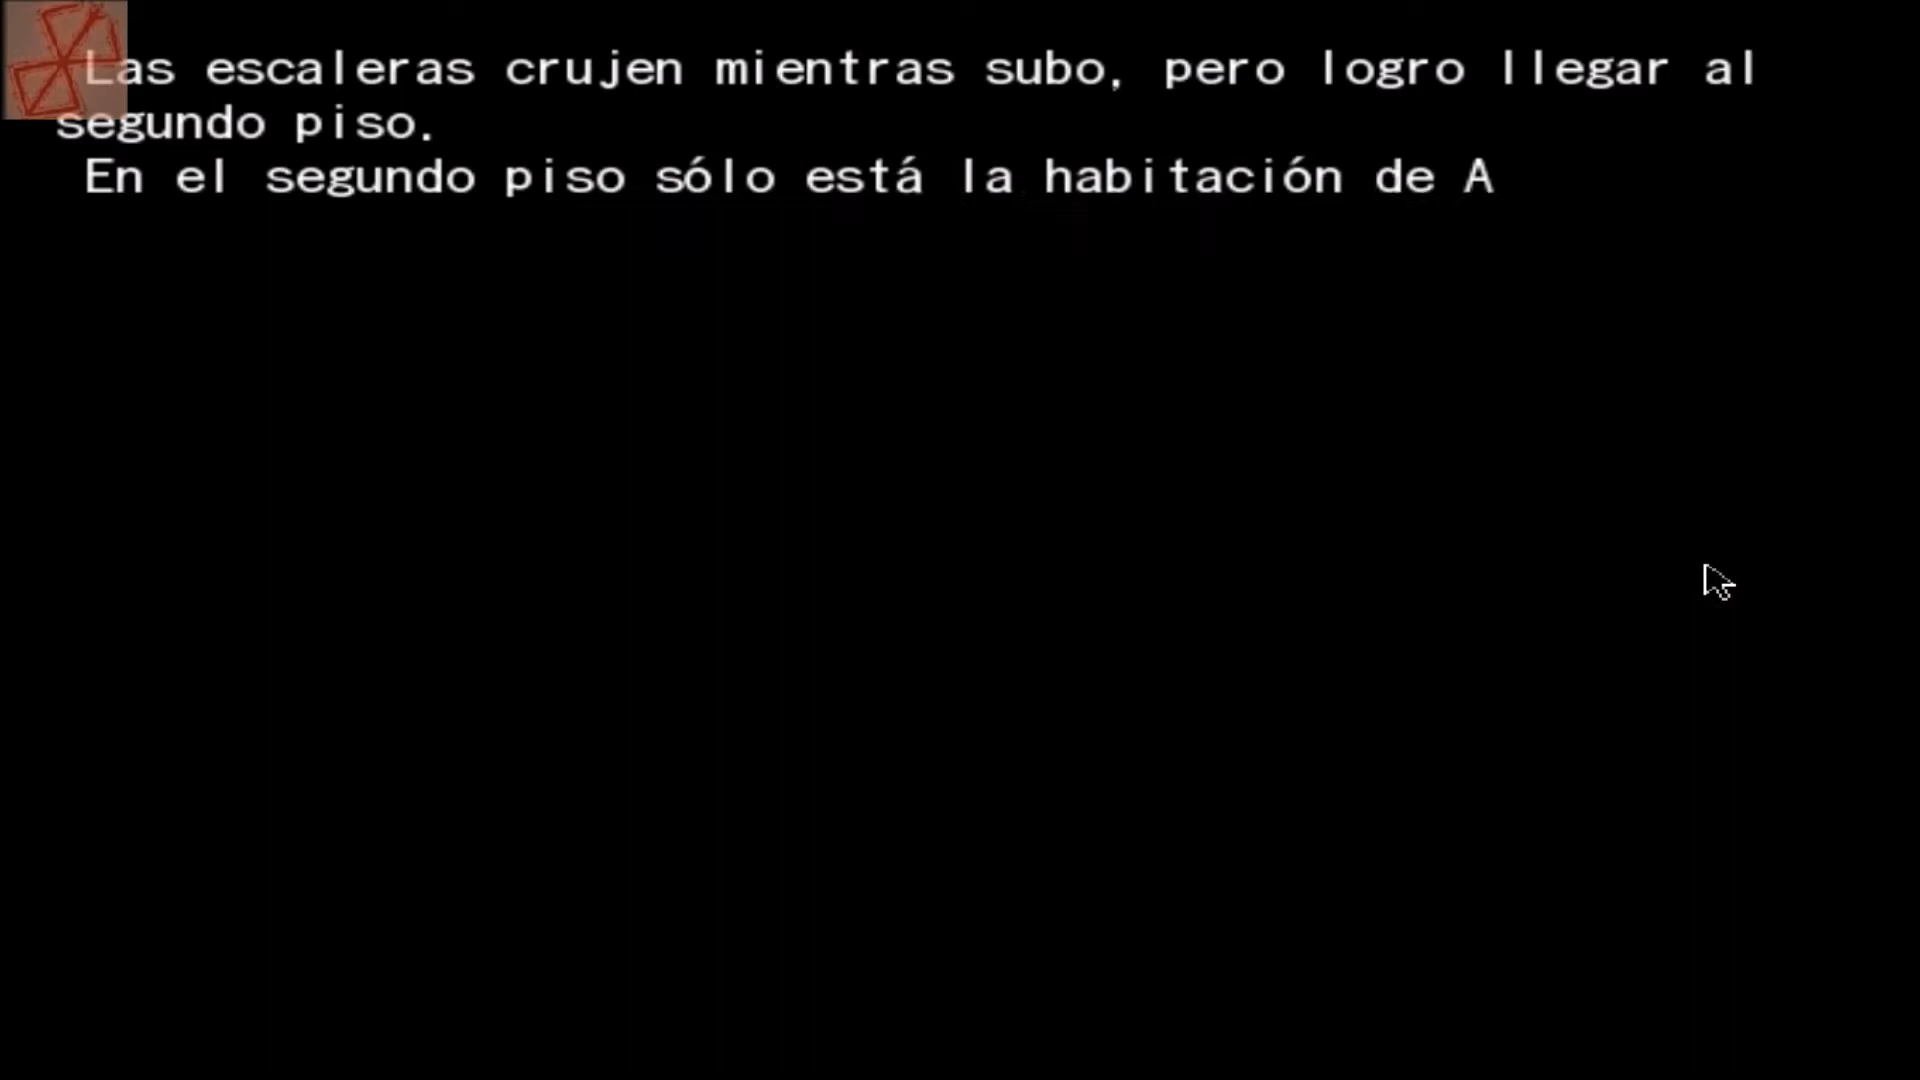 Las escaleras crujen mientras subo, pero logro llegar al
segundo piso.
En el segundo piso sólo está la habitación de A